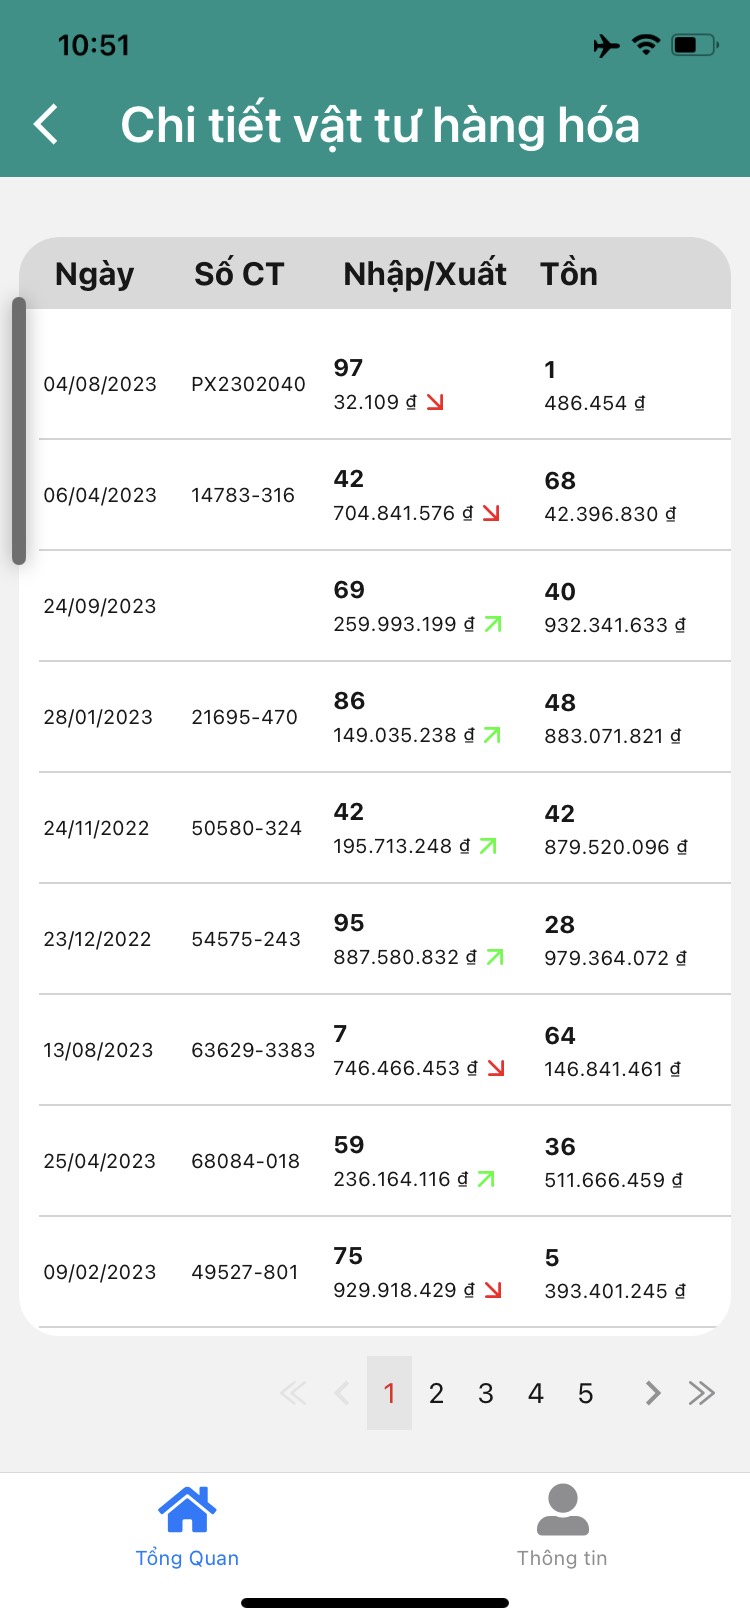 10:51
Chi tiết vật tư hàng hóa
Ngày Số CT Nhập/Xuất Tồn
97 1
04/08/2023 PX2302040
32.109 ₫ 486.454 ₫
42 68
06/04/2023 14783-316
704.841.576 ₫ 42.396.830 ₫
69 40
24/09/2023
259.993.199 ₫ 932.341.633 ₫
86 48
28/01/2023 21695-470
149.035.238 ₫ 883.071.821 ₫
42 42
24/11/2022 50580-324
195.713.248 ₫ 879.520.096 ₫
95 28
23/12/2022 54575-243
887.580.832 ₫ 979.364.072 ₫
7 64
13/08/2023 63629-3383
746.466.453 ₫ 146.841.461 ₫
59 36
25/04/2023 68084-018
236.164.116 ₫ 511.666.459 ₫
75 5
09/02/2023 49527-801
929.918.429 ₫ 393.401.245 ₫
1 2 3 4 5
Tổng Quan Thông tin